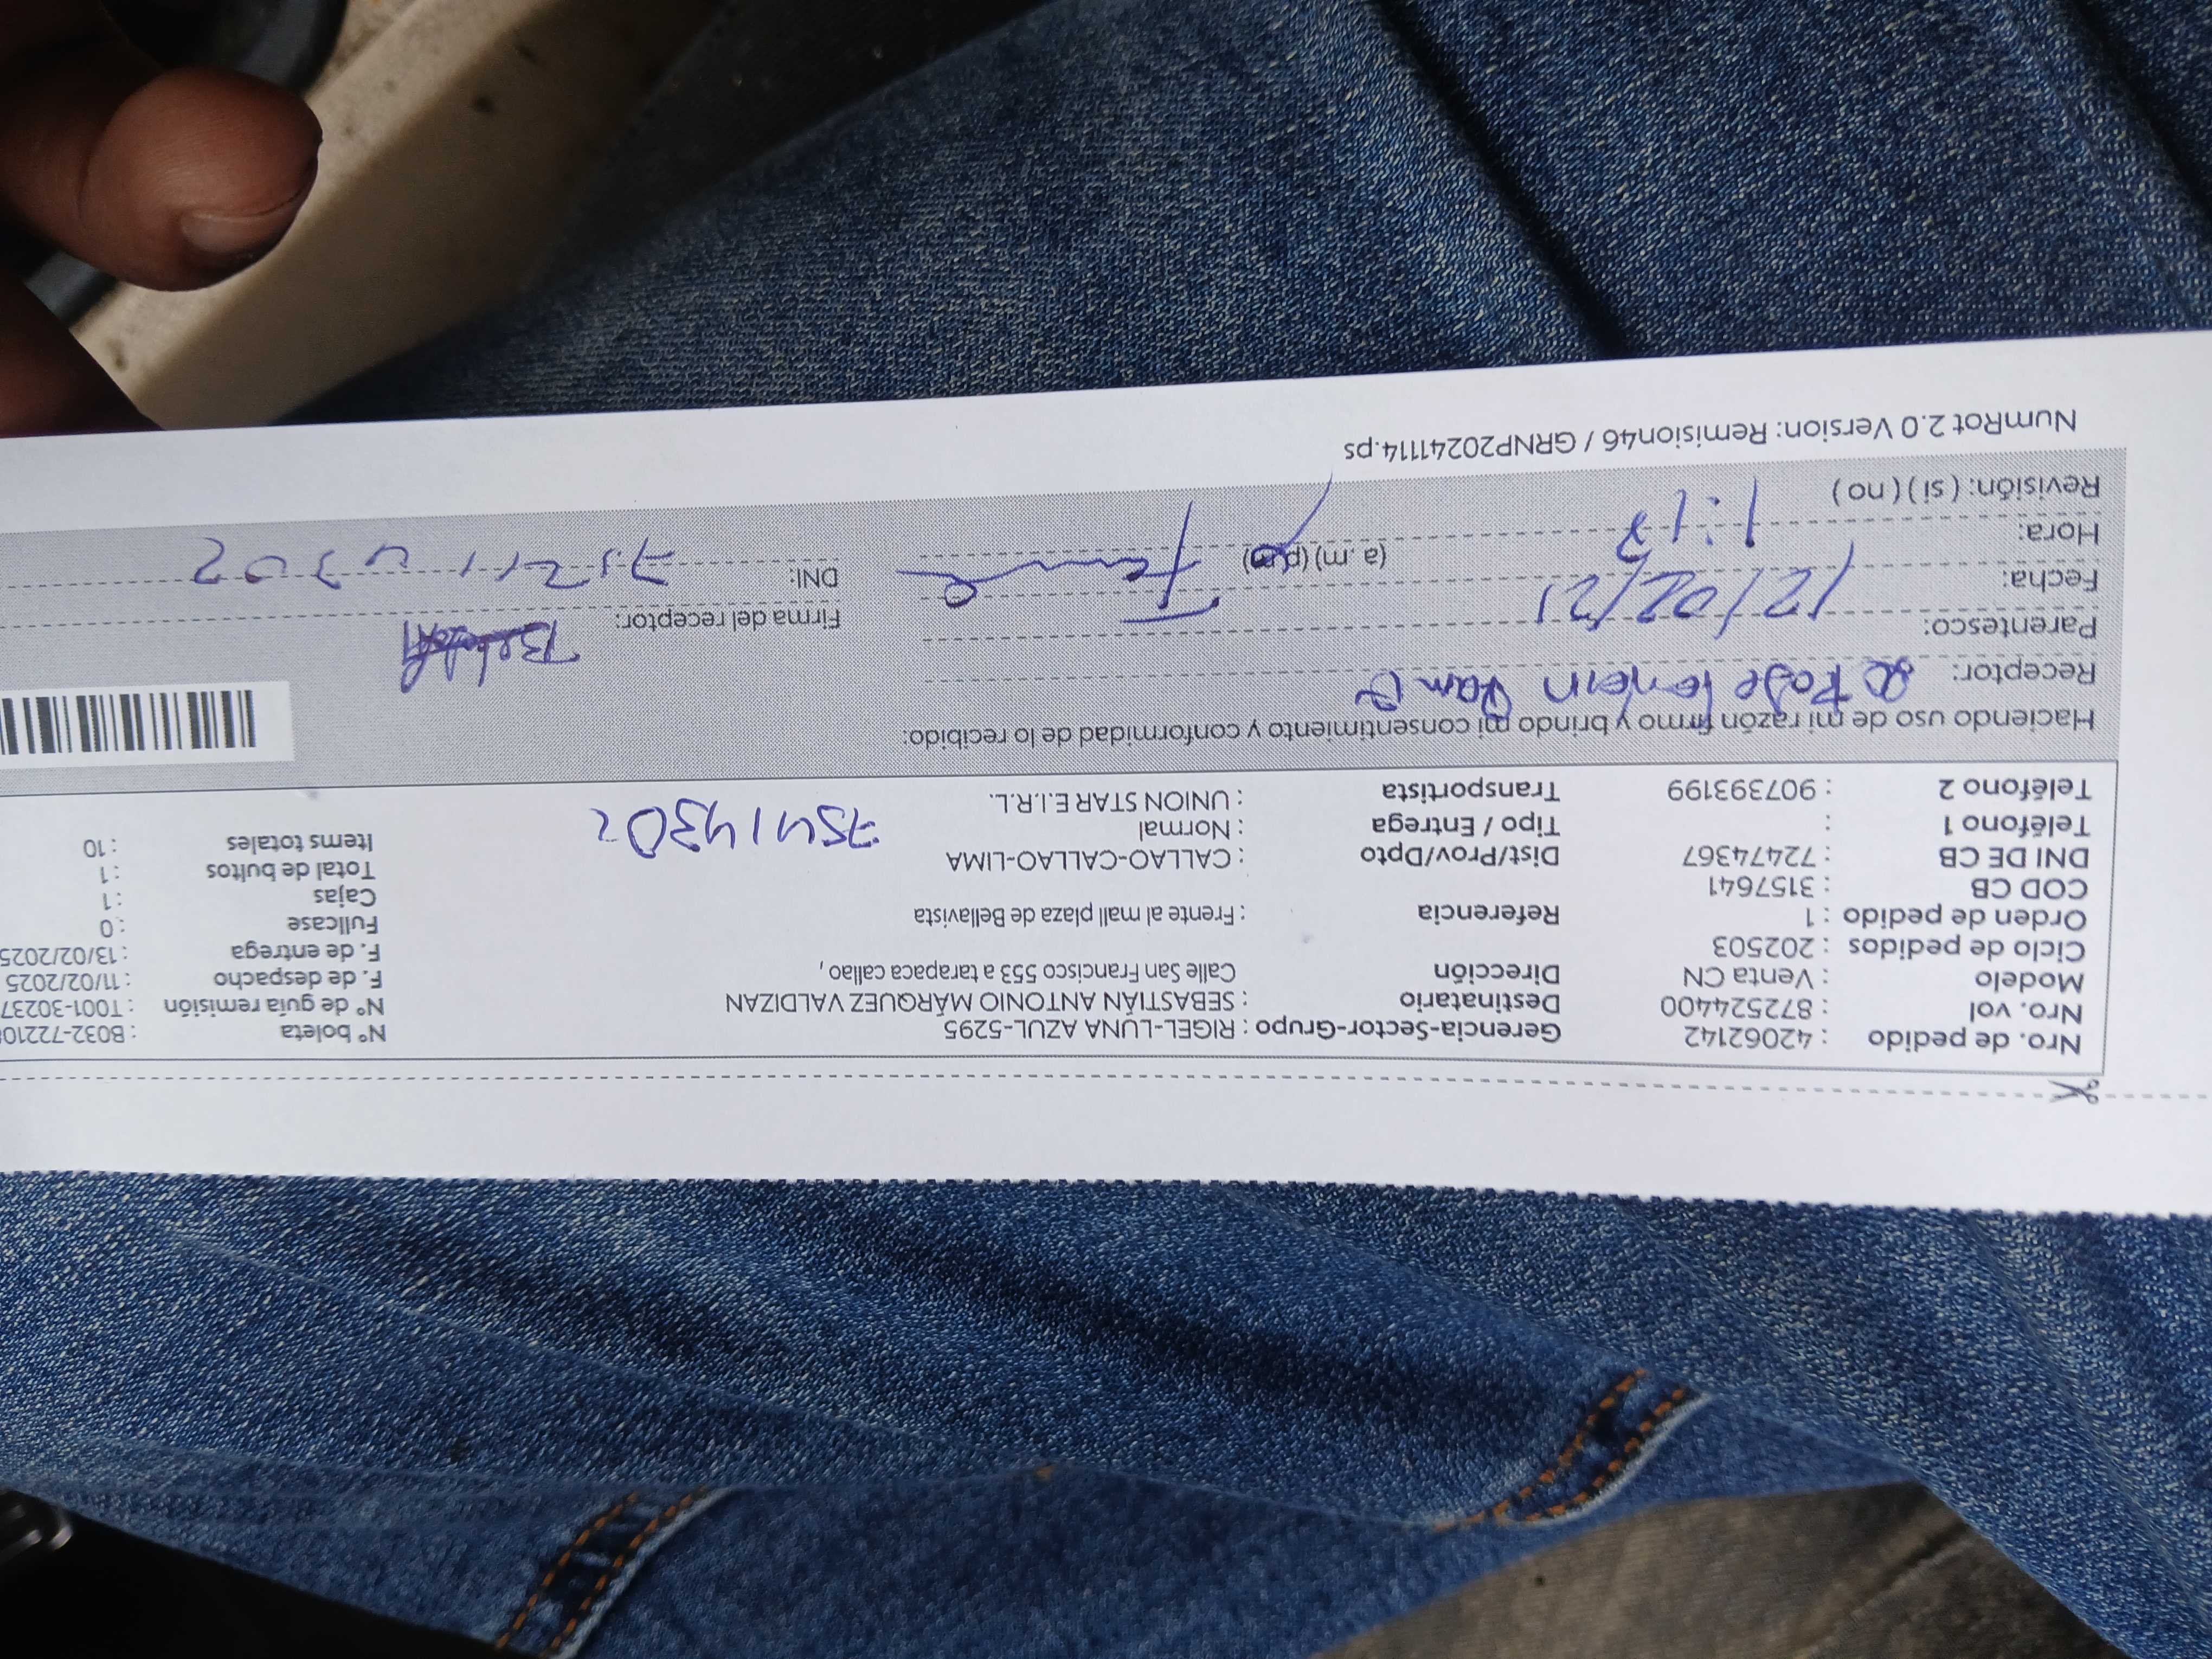 Nro. de pedido : 42062142 Gerencia-Sector-Grupo : RIGEL-LUNA AZUL-5295 N° boleta : B032-72210
Nro. vol : 872524400 Destinatario : SEBASTIÁN ANTONIO MÁRQUEZ VALDIZAN N° de guía remisión : T001-30237
Modelo : Venta CN Dirección Calle San Francisco 553 a tarapaca callao , F. de despacho : 11/02/2025
Ciclo de pedidos : 202503 F. de entrega : 13/02/2025
Orden de pedido : 1 Referencia : Frente al mall plaza de Bellavista Fullcase : 0
COD CB : 3157641 Cajas : 1
DNI DE CB : 72474367 Dist/Prov/Dpto : CALLAO-CALLAO-LIMA Total de bultos : 1
Teléfono 1 : Tipo / Entrega : Normal Items totales : 10
Teléfono 2 : 907393199 Transportista : UNION STAR E.I.R.L.
75414302
Haciendo uso de mi razón firmo y brindo mi consentimiento y conformidad de lo recibido:
Receptor:
Parentesco: Firma del receptor:
Fecha: 12/02/21 DNI:
Hora: 1:17 (a. m) (p.m)
Revisión: ( si ) ( no )
NumRot 2.0 Version: Remision46 / GRNP20241114.ps